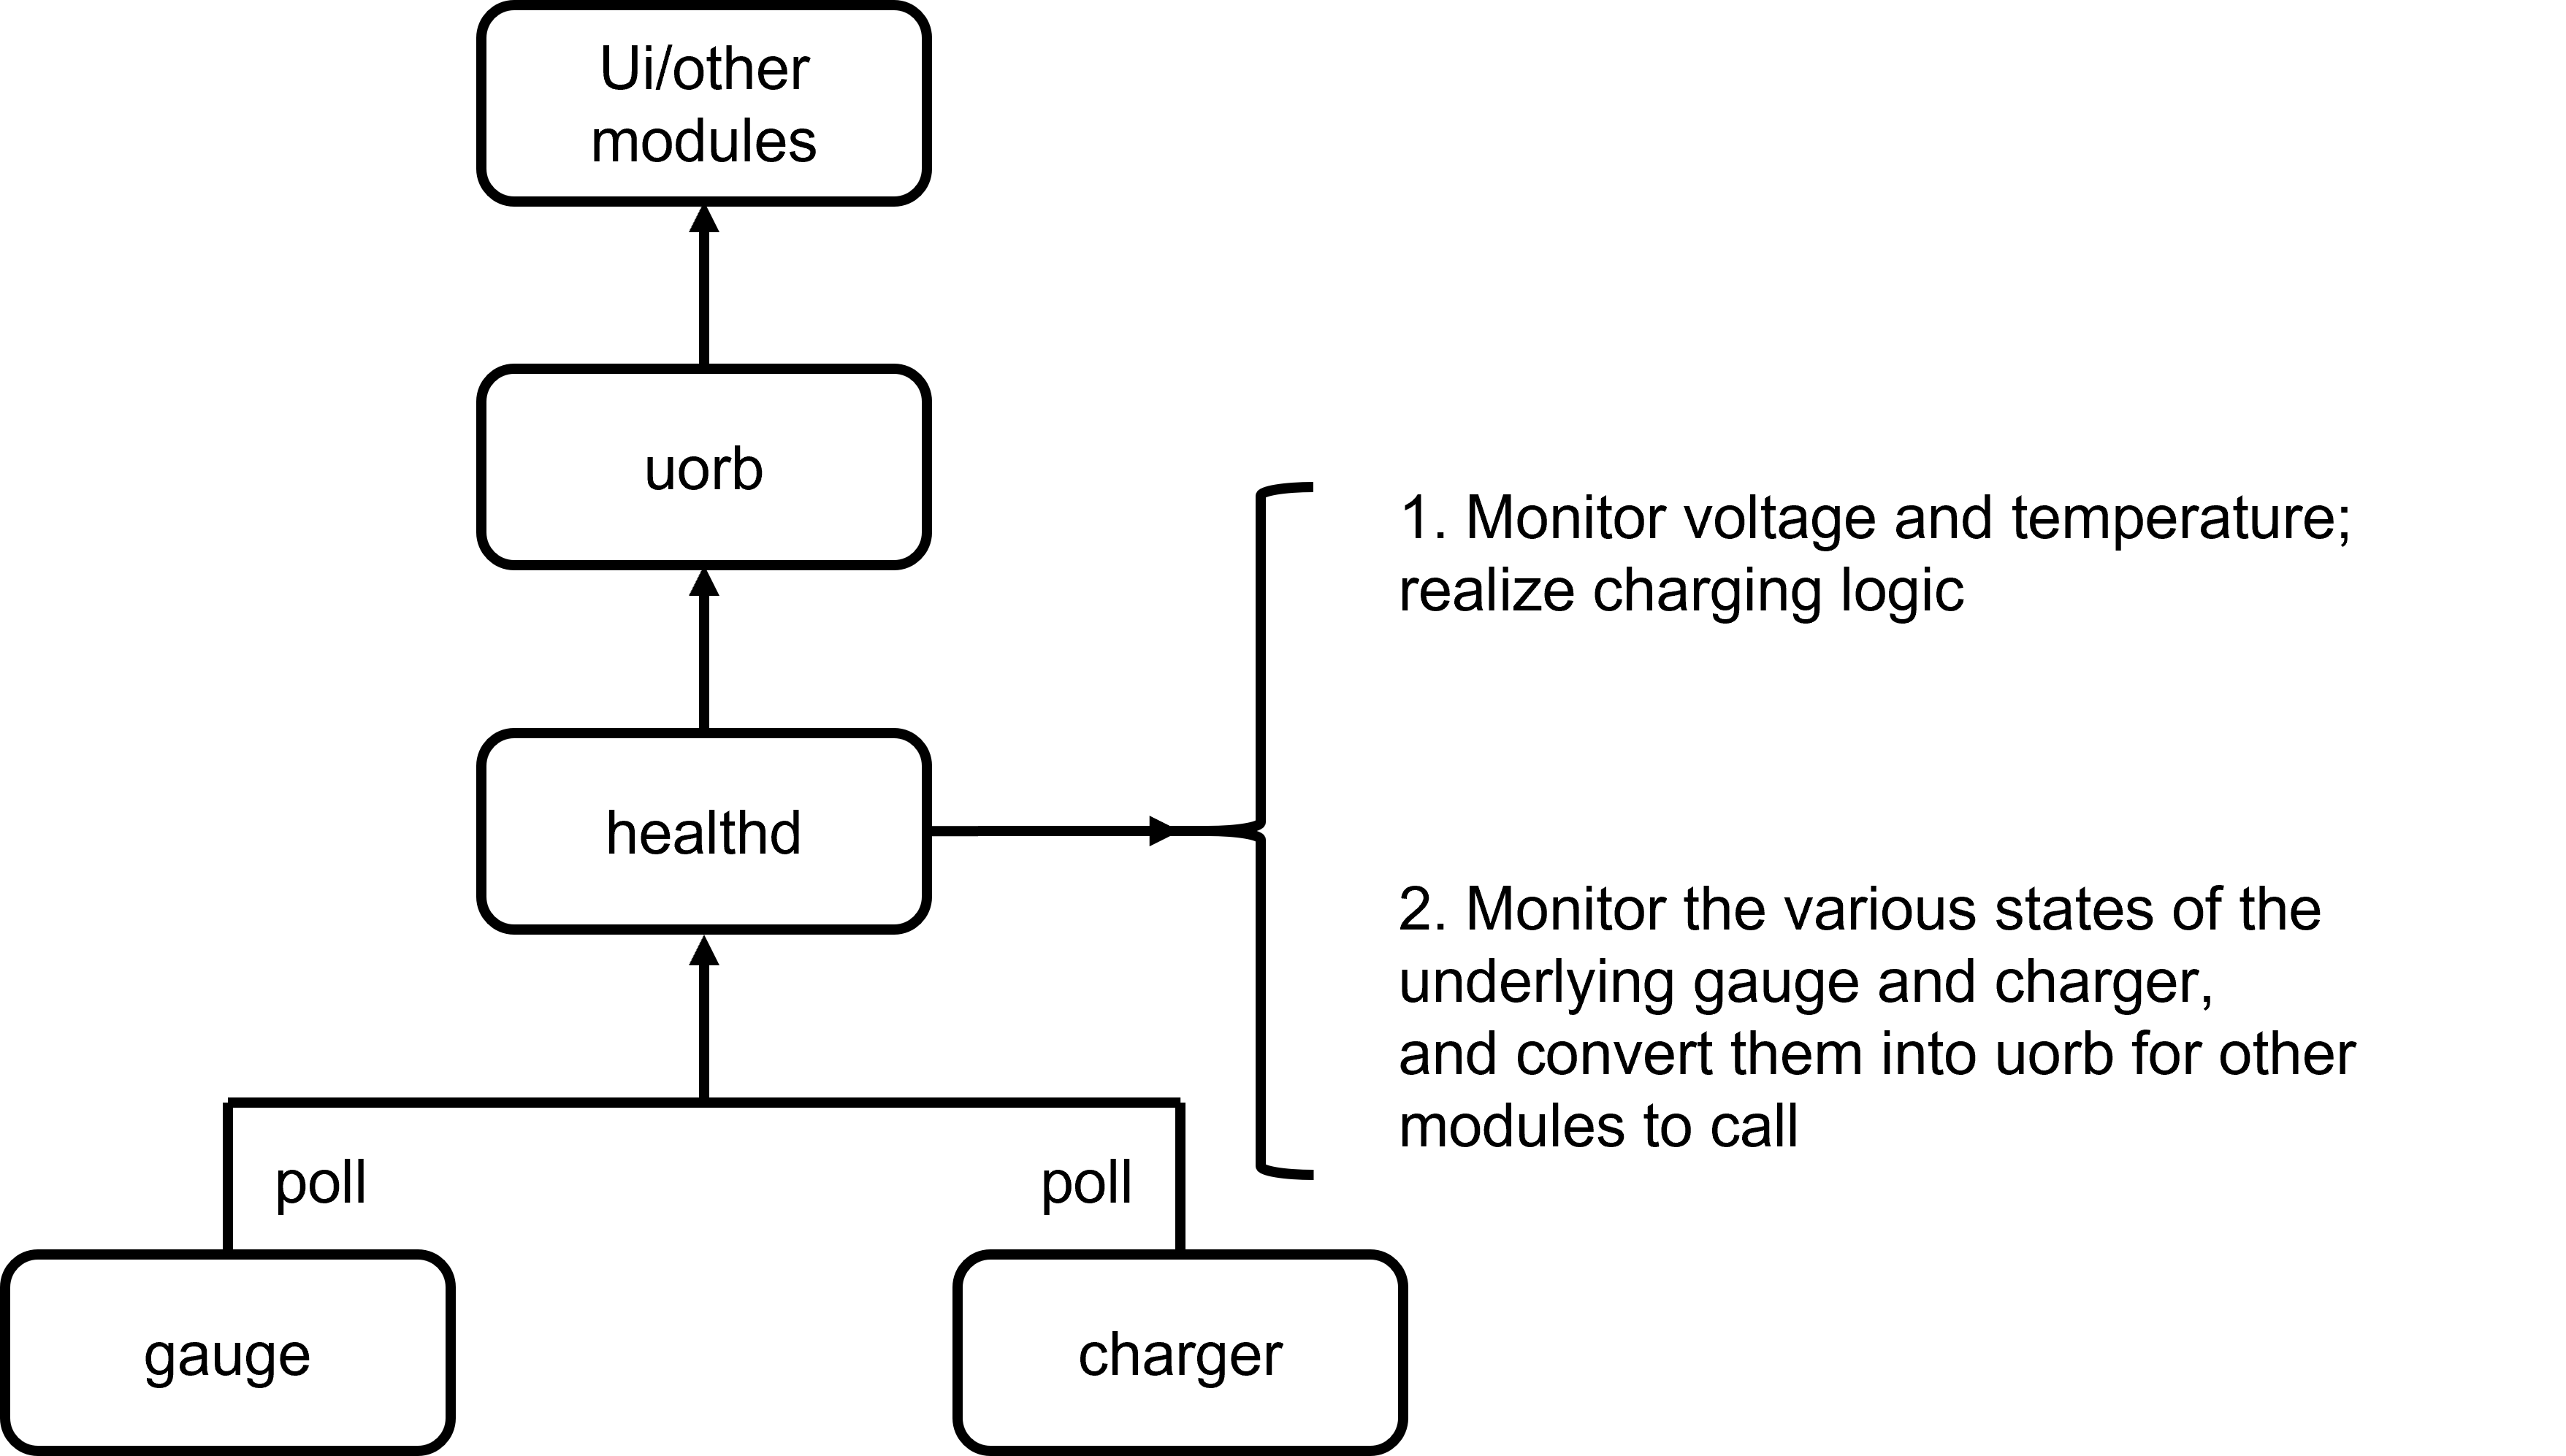 Ui/other
modules
uorb
1. Monitor voltage and temperature;
realize charging logic
healthd
2. Monitor the various states of the
underlying gauge and charger,
and convert them into uorb for other
modules to call
poll
poll
gauge
charger